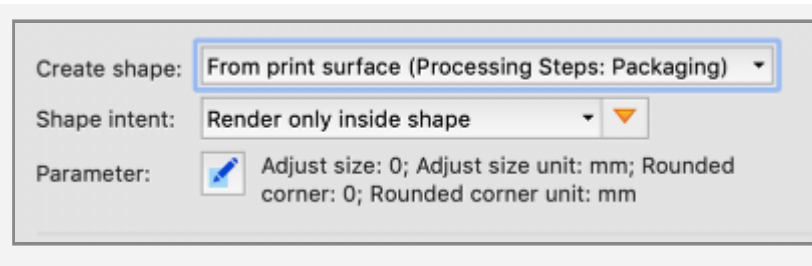 Create shape: From print surface (Processing Steps: Packaging)
Shape intent: Render only inside shape
Parameter: Adjust size: 0; Adjust size unit: mm; Rounded
corner: 0; Rounded corner unit: mm